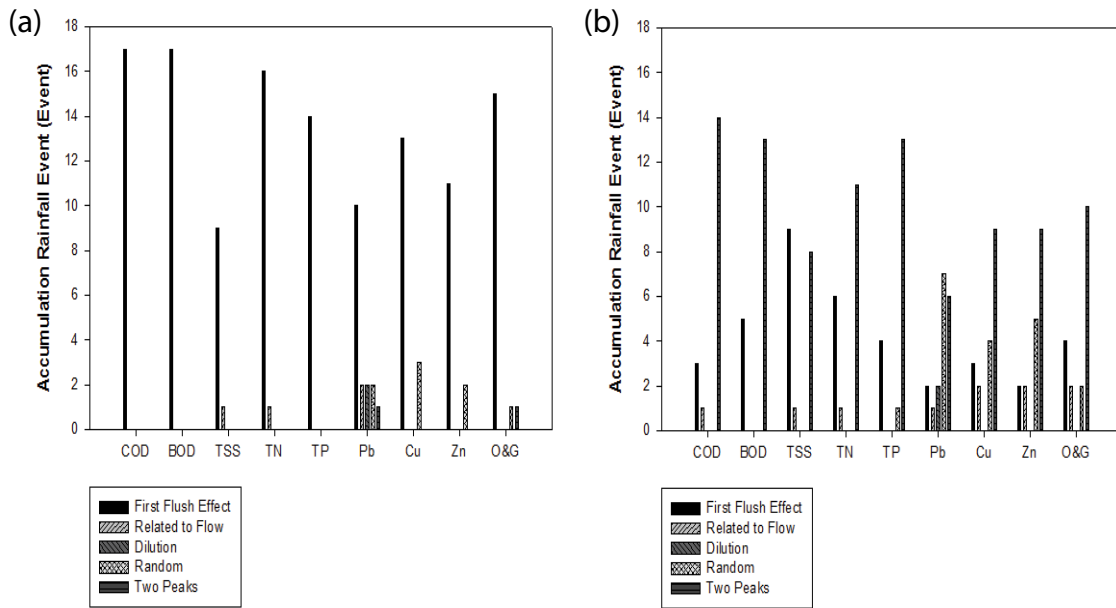 (a)
Accumulation Rainfall Event (Event)
18
16
14
12
10
8
6
4
2
0
COD BOD TSS TN TP Pb Cu Zn O&G
First Flush Effect
Related to Flow
Dilution
Random
Two Peaks
(b)
Accumulation Rainfall Event (Event)
18
16
14
12
10
8
6
4
2
0
COD BOD TSS TN TP Pb Cu Zn O&G
First Flush Effect
Related to Flow
Dilution
Random
Two Peaks